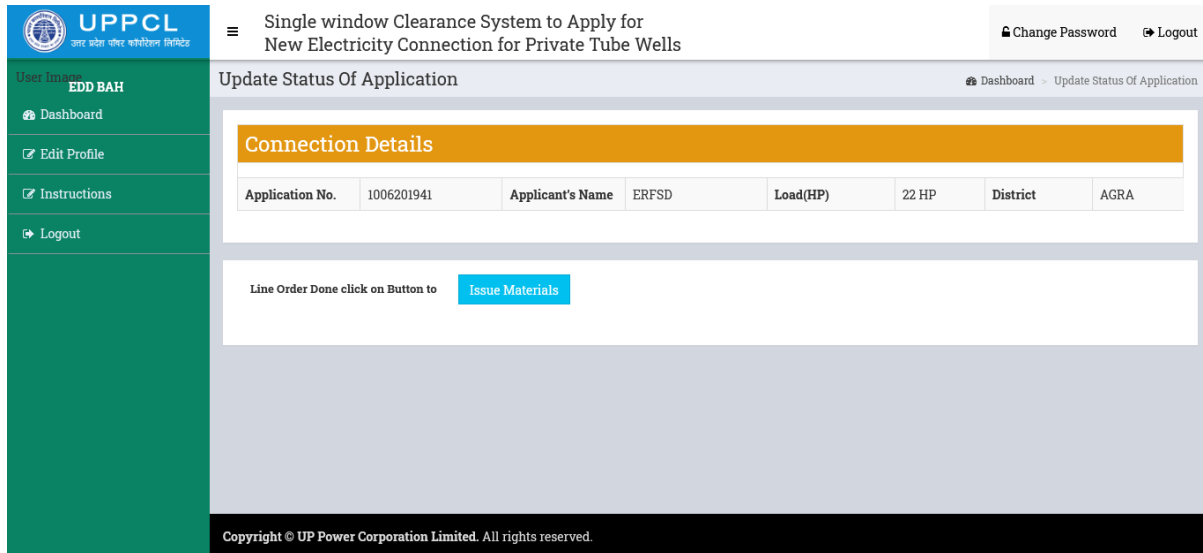 UPPCL
उत्तर प्रदेश पॉवर कॉर्पोरेशन लिमिटेड
Single window Clearance System to Apply for
New Electricity Connection for Private Tube Wells
Change Password Logout
User Image
EDD BAH
Dashboard
Edit Profile
Instructions
Logout
Update Status Of Application
Dashboard > Update Status Of Application
Connection Details
Application No. 1006201941 Applicant's Name ERFSD Load(HP) 22 HP District AGRA
Line Order Done click on Button to Issue Materials
Copyright © UP Power Corporation Limited. All rights reserved.